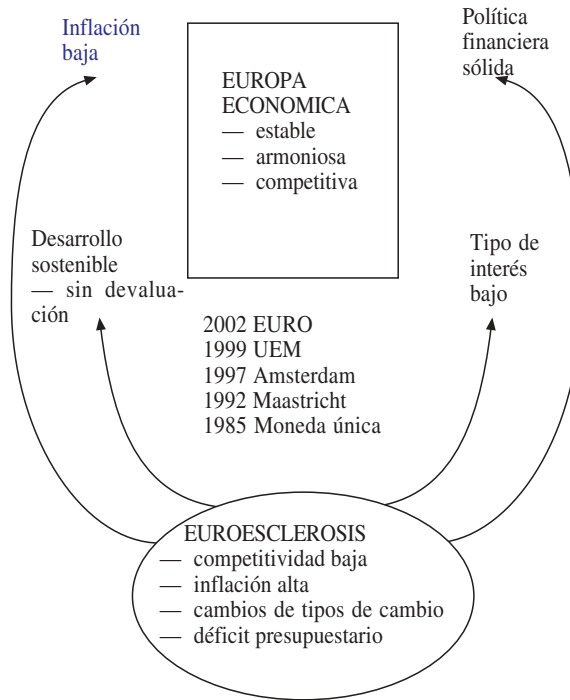 Inflación
baja
Política
financiera
sólida
EUROPA
ECONOMICA
— estable
— armoniosa
— competitiva
Desarrollo
sostenible
— sin devalua-
ción
Tipo de
interés
bajo
2002 EURO
1999 UEM
1997 Amsterdam
1992 Maastricht
1985 Moneda única
EUROESCLEROSIS
— competitividad baja
— inflación alta
— cambios de tipos de cambio
— déficit presupuestario